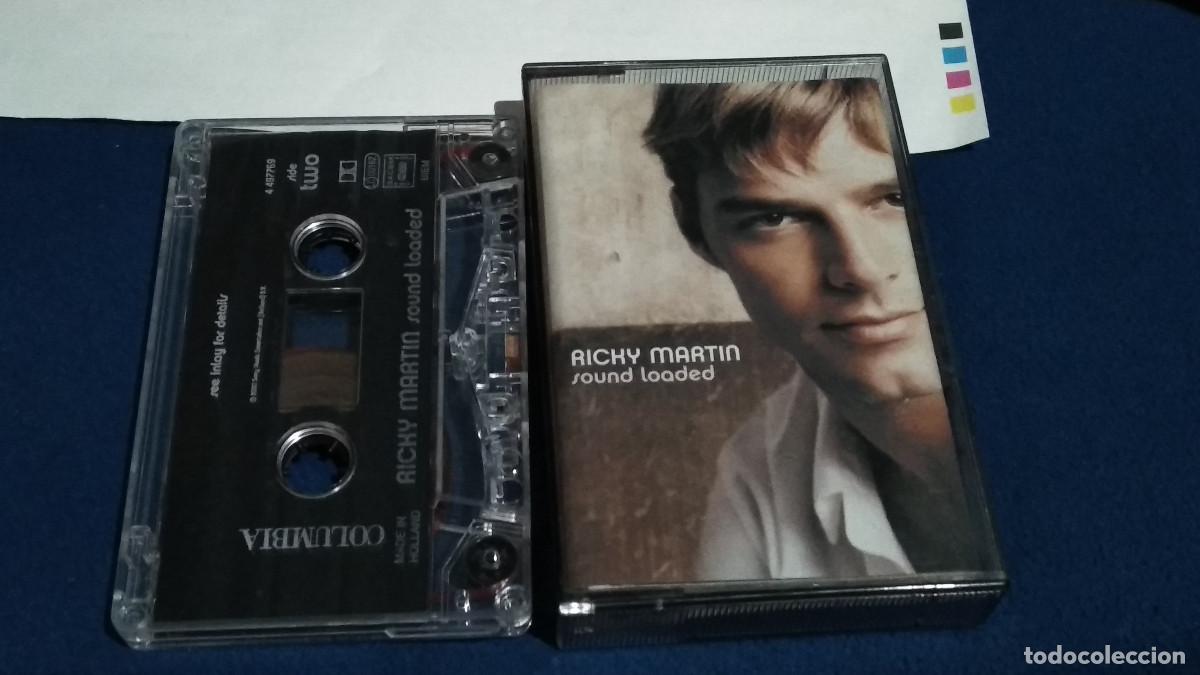 4 497769
side
two
UIEM
RICKY MARTIN sound loaded
see inlay for details
COLUMBIA
MADE IN
HOLLAND
RICKY MARTIN
sound loaded
todocoleccion